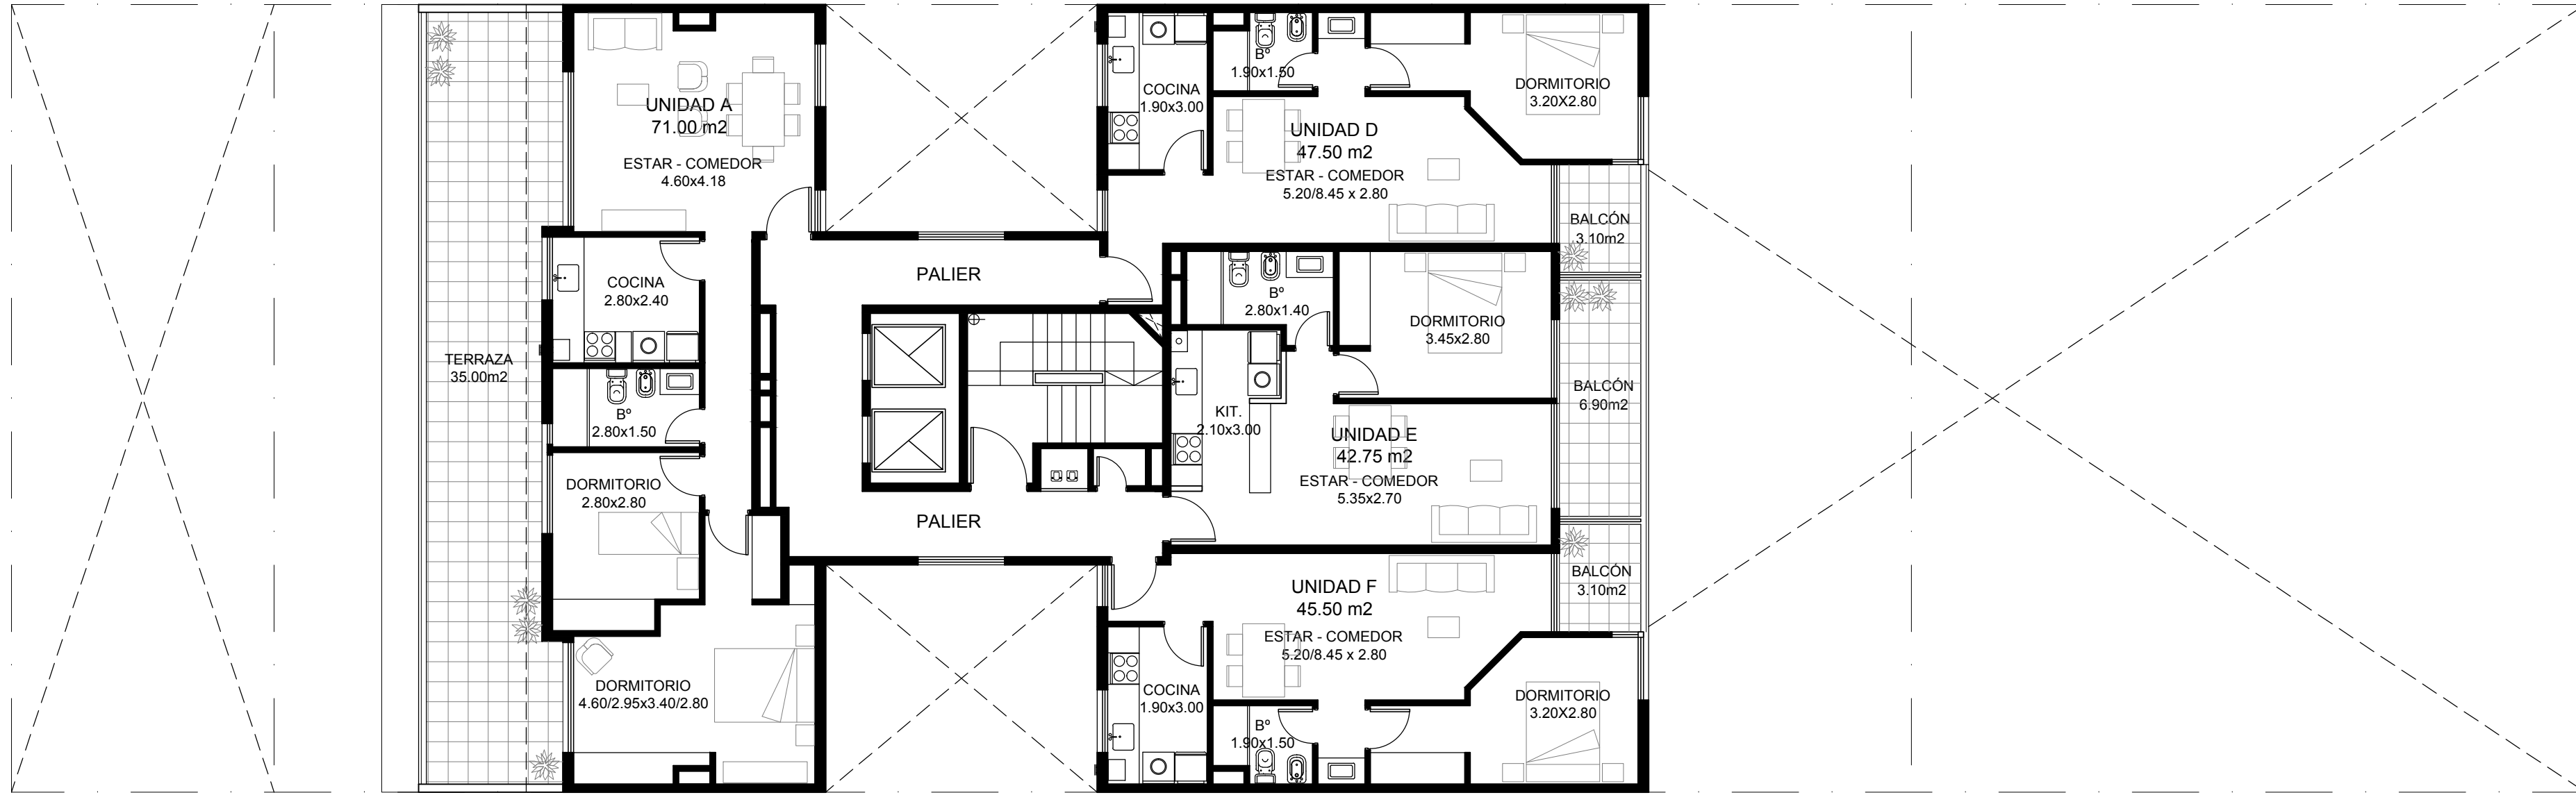 UNIDAD A
71.00 m2
ESTAR - COMEDOR
4.60x4.18
COCINA
2.80x2.40
TERRAZA
35.00m2
Bº
2.80x1.50
DORMITORIO
2.80x2.80
DORMITORIO
4.60/2.95x3.40/2.80
PALIER
PALIER
COCINA
1.90x3.00
Bº
1.90x1.50
DORMITORIO
3.20X2.80
UNIDAD D
47.50 m2
ESTAR - COMEDOR
5.20/8.45 x 2.80
BALCÓN
3.10m2
Bº
2.80x1.40
DORMITORIO
3.45x2.80
KIT.
2.10x3.00
UNIDAD E
42.75 m2
ESTAR - COMEDOR
5.35x2.70
BALCÓN
6.90m2
UNIDAD F
45.50 m2
ESTAR - COMEDOR
5.20/8.45 x 2.80
BALCÓN
3.10m2
COCINA
1.90x3.00
Bº
1.90x1.50
DORMITORIO
3.20X2.80